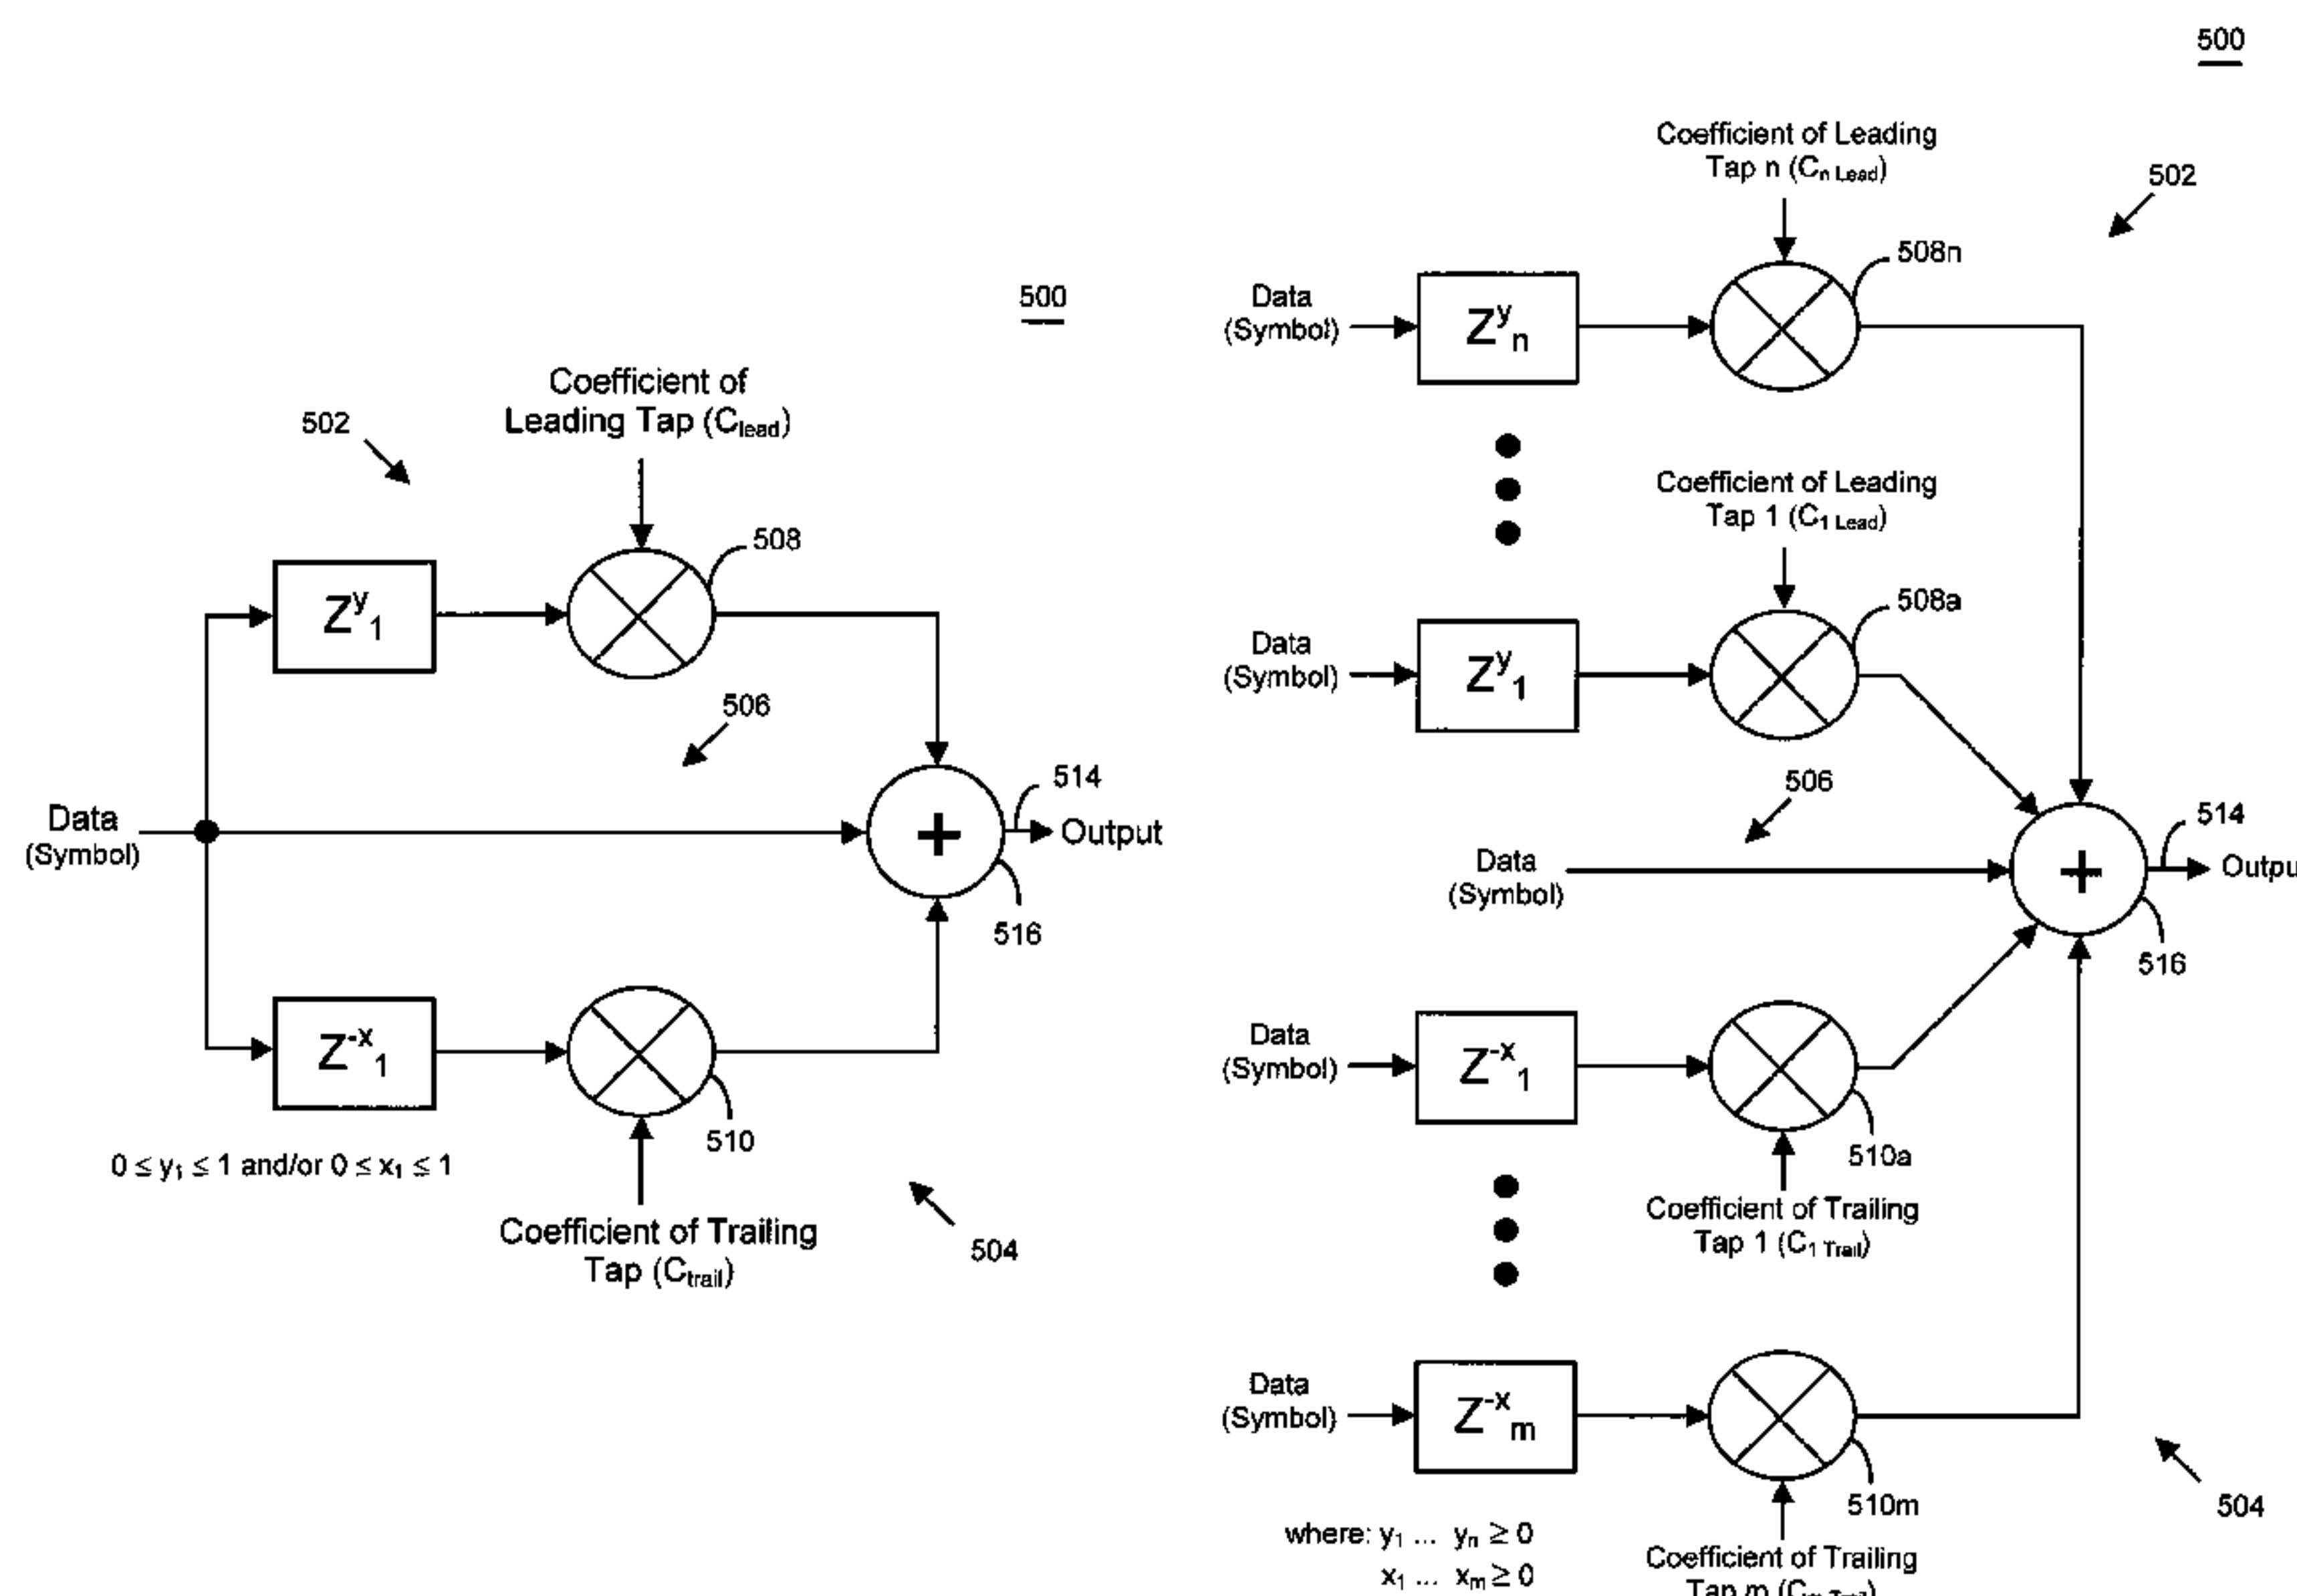 500
Coefficient of
Leading Tap (Clead)
502
508
Zy1
506
Data
(Symbol)
+
514
Output
516
Z-x1
510
0 ≤ y1 ≤ 1 and/or 0 ≤ x1 ≤ 1
Coefficient of Trailing
Tap (Ctrail)
504
500
Coefficient of Leading
Tap n (Cn Lead)
502
508n
Data
(Symbol)
Zyn
Coefficient of Leading
Tap 1 (C1 Lead)
508a
Data
(Symbol)
Zy1
506
514
Data
(Symbol)
+
Outpu
516
Data
(Symbol)
Z-x1
510a
Coefficient of Trailing
Tap 1 (C1 Trail)
Data
(Symbol)
Z-xm
510m
504
where: y1 ... yn ≥ 0
x1 ... xm ≥ 0
Coefficient of Trailing
Tap m (Cm Trail)